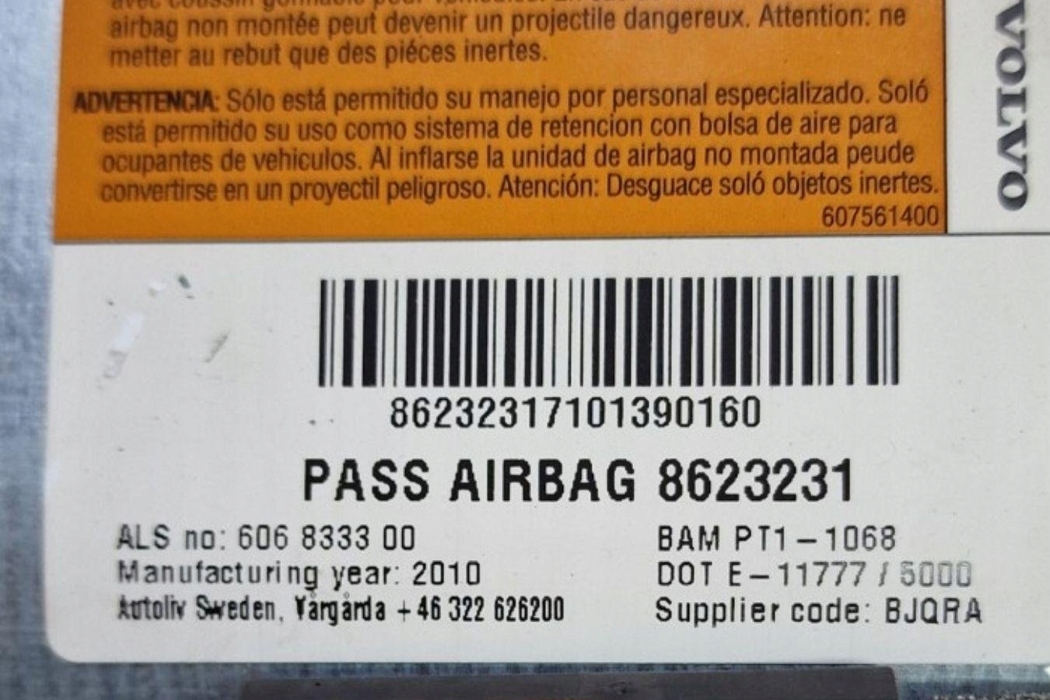 airbag non montée peut devenir un projectile dangereux. Attention: ne
metter au rebut que des piéces inertes.
ADVERTENCIA: Sólo está permitido su manejo por personal especializado. Soló
está permitido su uso como sistema de retencion con bolsa de aire para
ocupantes de vehiculos. Al inflarse la unidad de airbag no montada peude
convertirse en un proyectil peligroso. Atención: Desguace soló objetos inertes.
607561400
VOLVO
86232317101390160
PASS AIRBAG 8623231
ALS no: 606 8333 00
Manufacturing year: 2010
Autoliv Sweden, Vårgårda +46 322 626200
BAM PT1-1068
DOT E-11777 / 5000
Supplier code: BJQRA